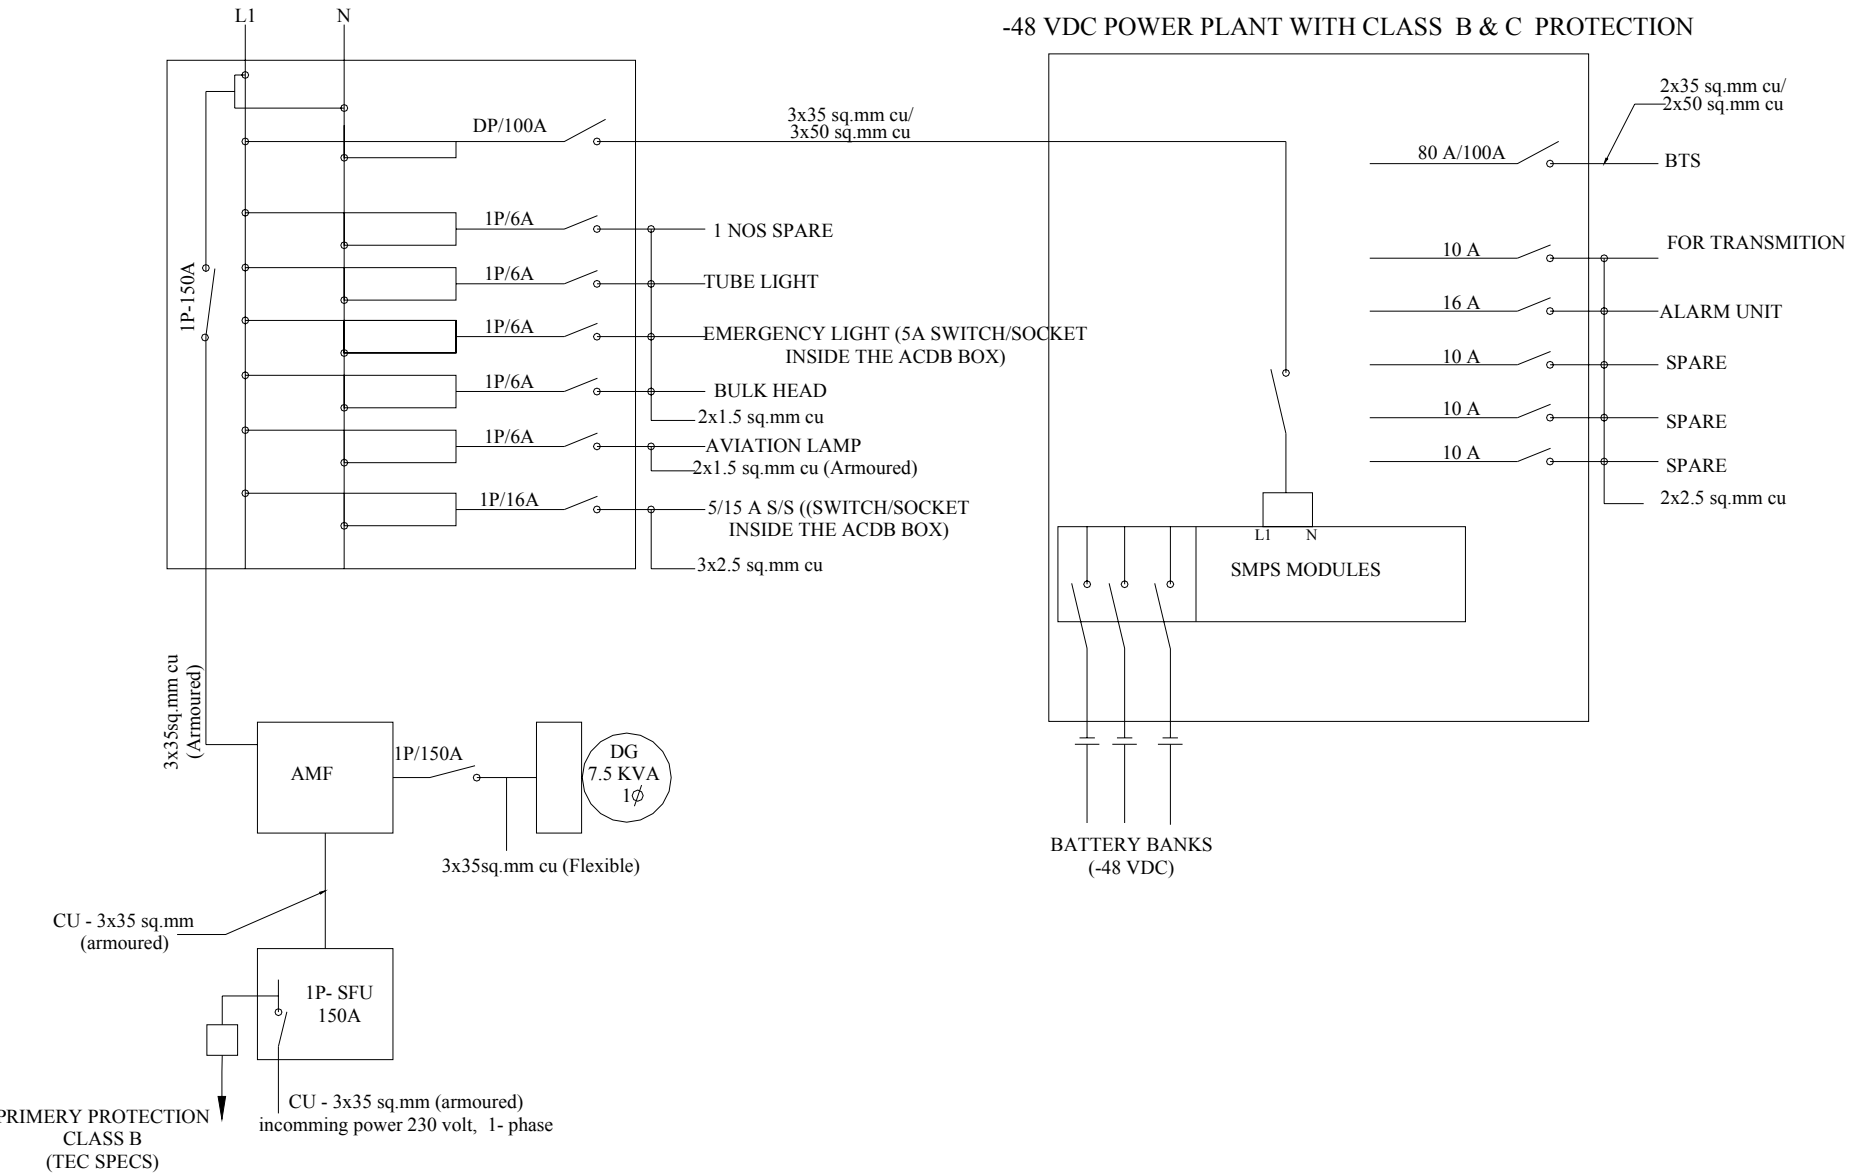 L1
N
-48 VDC POWER PLANT WITH CLASS B & C PROTECTION
DP/100A
3x35 sq.mm cu/
3x50 sq.mm cu
2x35 sq.mm cu/
2x50 sq.mm cu
80 A/100A
BTS
1P/6A
1 NOS SPARE
10 A
FOR TRANSMITION
1P-150A
1P/6A
TUBE LIGHT
16 A
ALARM UNIT
1P/6A
EMERGENCY LIGHT (5A SWITCH/SOCKET
INSIDE THE ACDB BOX)
10 A
SPARE
1P/6A
BULK HEAD
2x1.5 sq.mm cu
10 A
SPARE
1P/6A
AVIATION LAMP
2x1.5 sq.mm cu (Armoured)
10 A
SPARE
2x2.5 sq.mm cu
1P/16A
5/15 A S/S ((SWITCH/SOCKET
INSIDE THE ACDB BOX)
3x2.5 sq.mm cu
L1
N
SMPS MODULES
3x35sq.mm cu
(Armoured)
AMF
1P/150A
DG
7.5 KVA
1ϕ
3x35sq.mm cu (Flexible)
BATTERY BANKS
(-48 VDC)
CU - 3x35 sq.mm
(armoured)
1P- SFU
150A
CU - 3x35 sq.mm (armoured)
incomming power 230 volt, 1- phase
PRIMERY PROTECTION
CLASS B
(TEC SPECS)